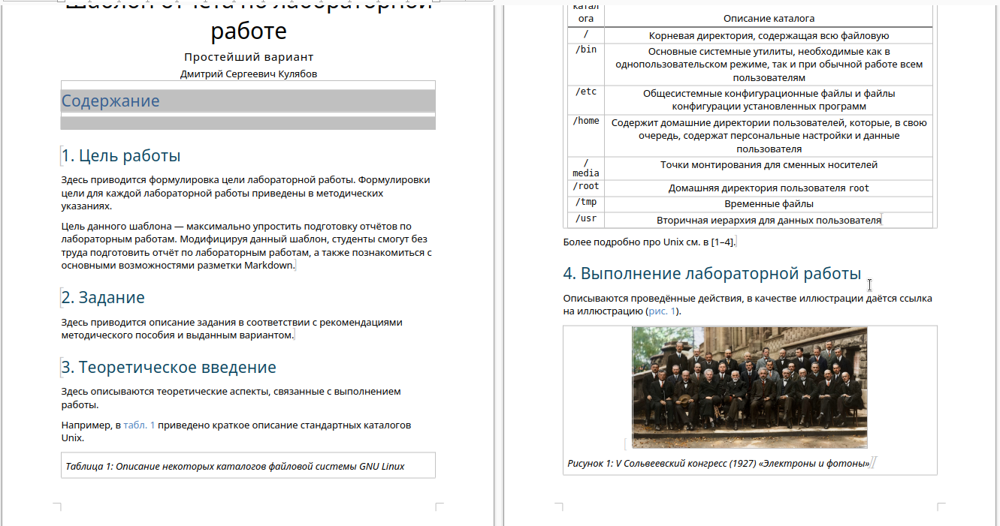 Шаблон отчёта по лабораторной
работе
Простейший вариант
Дмитрий Сергеевич Кулябов
Содержание
1. Цель работы
Здесь приводится формулировка цели лабораторной работы. Формулировки
цели для каждой лабораторной работы приведены в методических
указаниях.
Цель данного шаблона — максимально упростить подготовку отчётов по
лабораторным работам. Модифицируя данный шаблон, студенты смогут без
труда подготовить отчёт по лабораторным работам, а также познакомиться с
основными возможностями разметки Markdown.
2. Задание
Здесь приводится описание задания в соответствии с рекомендациями
методического пособия и выданным вариантом.
3. Теоретическое введение
Здесь описываются теоретические аспекты, связанные с выполнением
работы.
Например, в табл. 1 приведено краткое описание стандартных каталогов
Unix.
Таблица 1: Описание некоторых каталогов файловой системы GNU Linux
катал
ога Описание каталога
/ Корневая директория, содержащая всю файловую
/bin Основные системные утилиты, необходимые как в
однопользовательском режиме, так и при обычной работе всем
пользователям
/etc Общесистемные конфигурационные файлы и файлы
конфигурации установленных программ
/home Содержит домашние директории пользователей, которые, в свою
очередь, содержат персональные настройки и данные
пользователя
/ Точки монтирования для сменных носителей
media
/root Домашняя директория пользователя root
/tmp Временные файлы
/usr Вторичная иерархия для данных пользователя
Более подробно про Unix см. в [1–4].
4. Выполнение лабораторной работы
Описываются проведённые действия, в качестве иллюстрации даётся ссылка
на иллюстрацию (рис. 1).
Рисунок 1: V Сольвеевский конгресс (1927) «Электроны и фотоны»